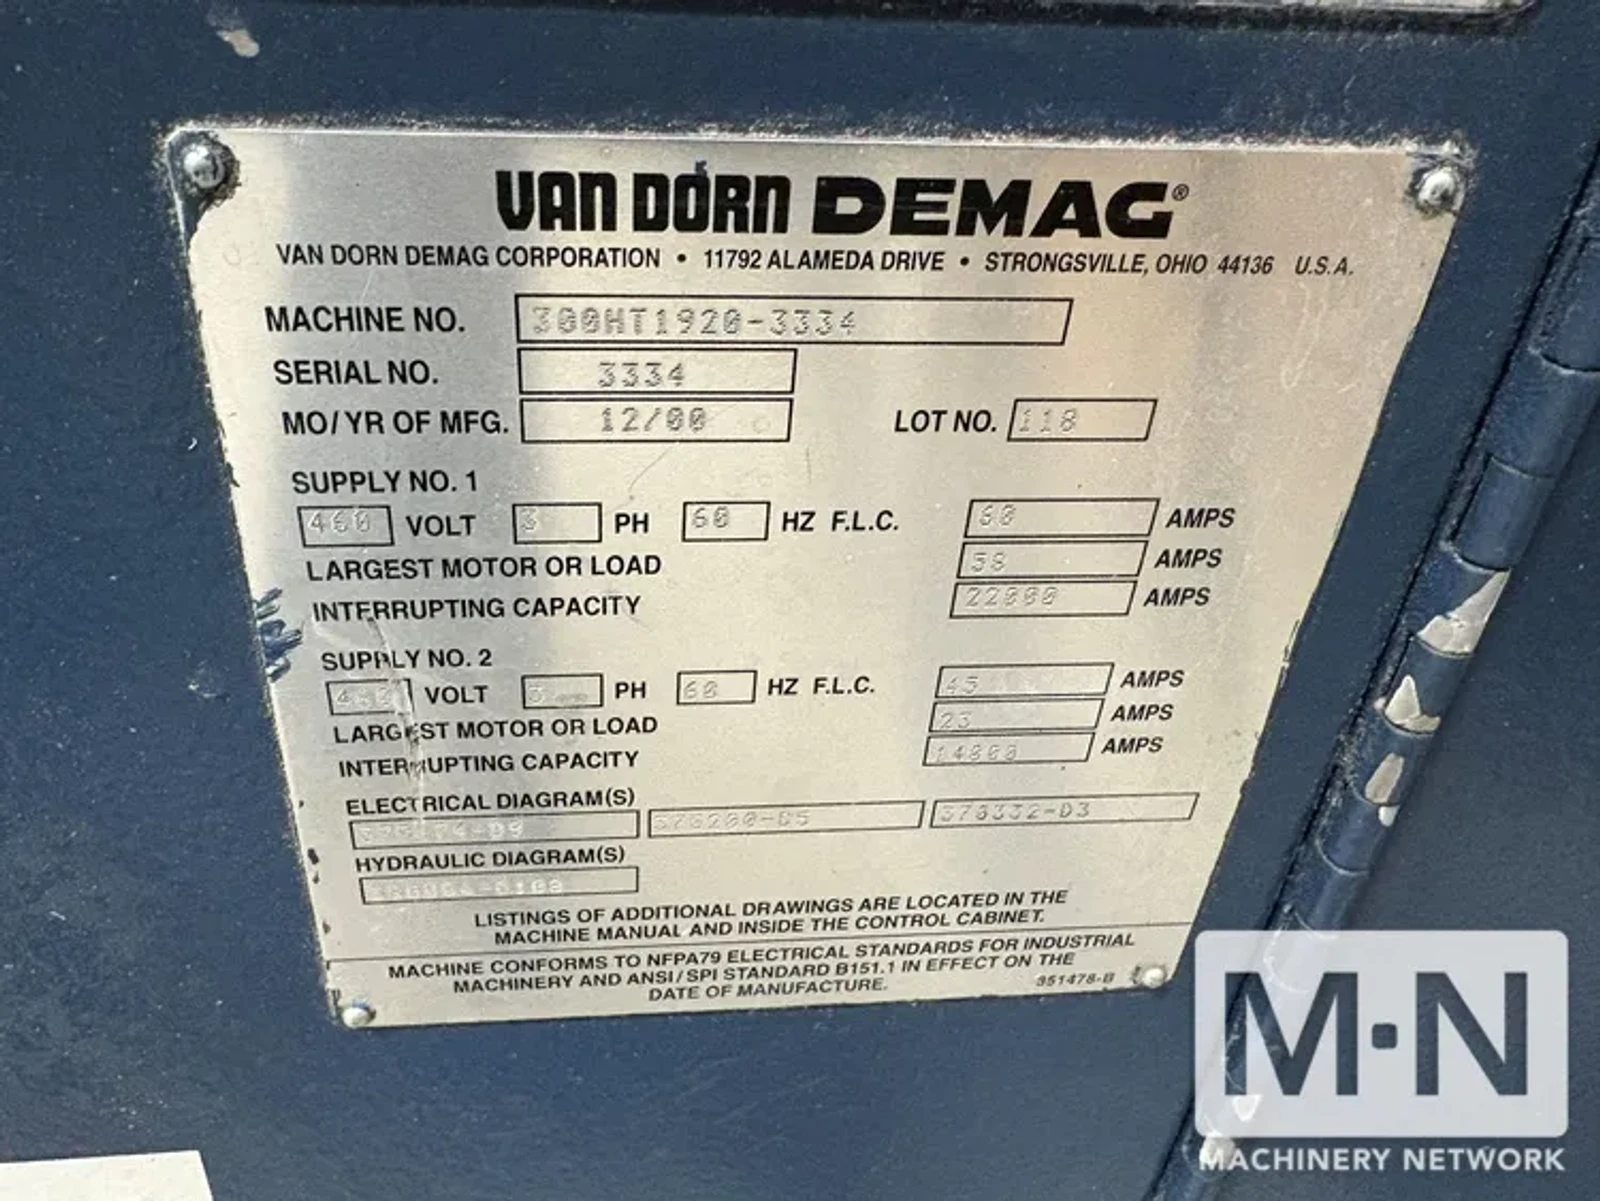 VAN DORN DEMAG®
VAN DORN DEMAG CORPORATION • 11792 ALAMEDA DRIVE • STRONGSVILLE, OHIO 44136 U.S.A.
MACHINE NO. 300HT1920-3334
SERIAL NO. 3334
MO/YR OF MFG. 12/00 LOT NO. 118
SUPPLY NO. 1
460 VOLT 3 PH 60 HZ F.L.C. 60 AMPS
LARGEST MOTOR OR LOAD 58 AMPS
INTERRUPTING CAPACITY 22000 AMPS
SUPPLY NO. 2
460 VOLT 3 PH 60 HZ F.L.C. 45 AMPS
LARGEST MOTOR OR LOAD 23 AMPS
INTERRUPTING CAPACITY 14000 AMPS
ELECTRICAL DIAGRAM(S)
376332-D3
HYDRAULIC DIAGRAM(S)
LISTINGS OF ADDITIONAL DRAWINGS ARE LOCATED IN THE
MACHINE MANUAL AND INSIDE THE CONTROL CABINET.
MACHINE CONFORMS TO NFPA79 ELECTRICAL STANDARDS FOR INDUSTRIAL
MACHINERY AND ANSI/SPI STANDARD B151.1 IN EFFECT ON THE
DATE OF MANUFACTURE. 951478-B
M·N
MACHINERY NETWORK